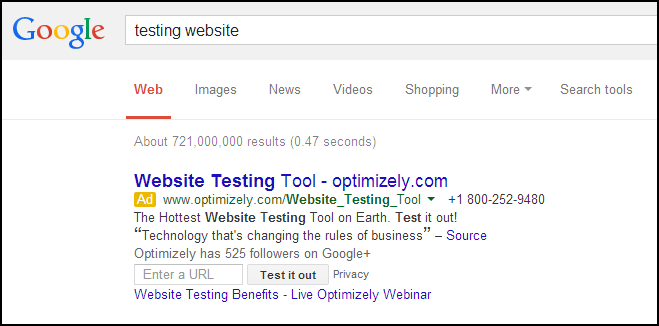 Google testing website
Web Images News Videos Shopping More Search tools
About 721,000,000 results (0.47 seconds)
Website Testing Tool - optimizely.com
Ad www.optimizely.com/Website_Testing_Tool +1 800-252-9480
The Hottest Website Testing Tool on Earth. Test it out!
“Technology that's changing the rules of business” – Source
Optimizely has 525 followers on Google+
Enter a URL Test it out Privacy
Website Testing Benefits - Live Optimizely Webinar